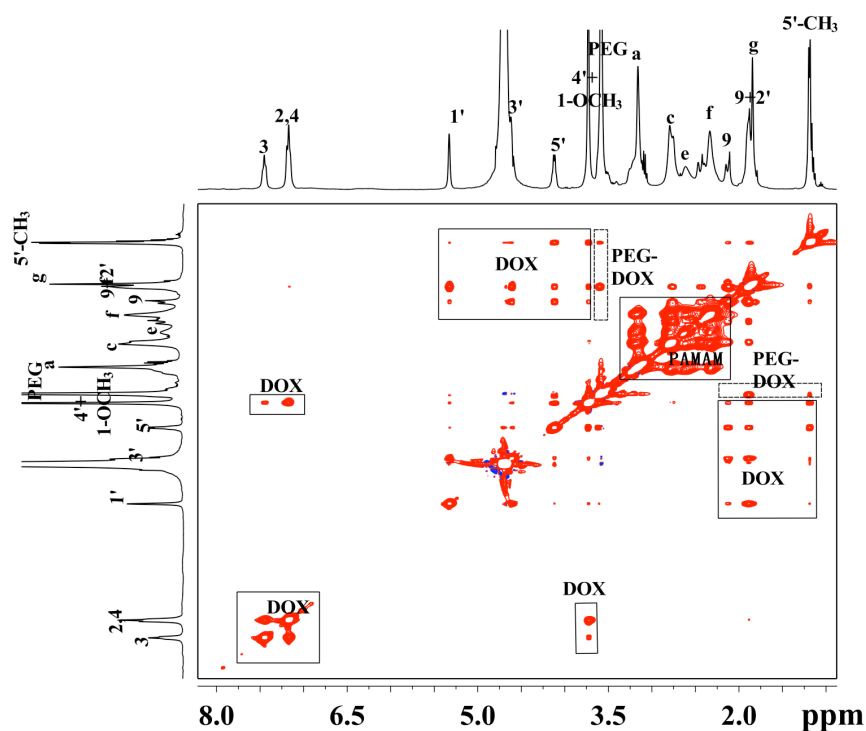 5'-CH₃
g
PEG
a
4'+
1-OCH₃
9+2'
2,4
1'
3'
f
c
3
5'
e
9
5'-CH₃
g
9+2'
9
f
e
c
a
PEG
4'+
1-OCH₃
5'
3'
1'
2,4
3
DOX
PEG-
DOX
PAMAM
PEG-
DOX
DOX
DOX
DOX
DOX
8.0 6.5 5.0 3.5 2.0 ppm